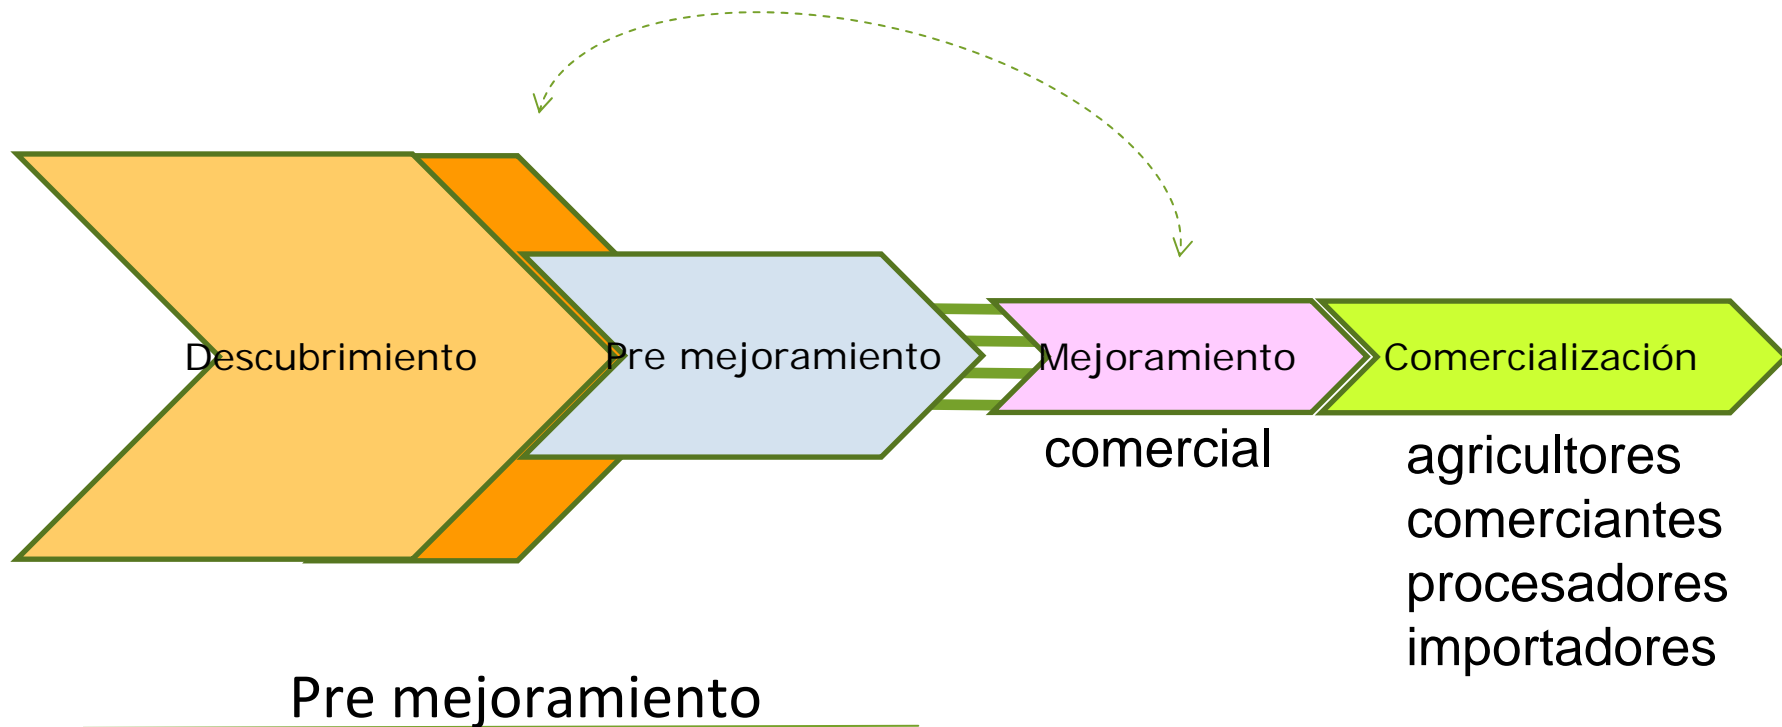 Descubrimiento
Pre mejoramiento
Mejoramiento
Comercialización
comercial
agricultores
comerciantes
procesadores
importadores
Pre mejoramiento